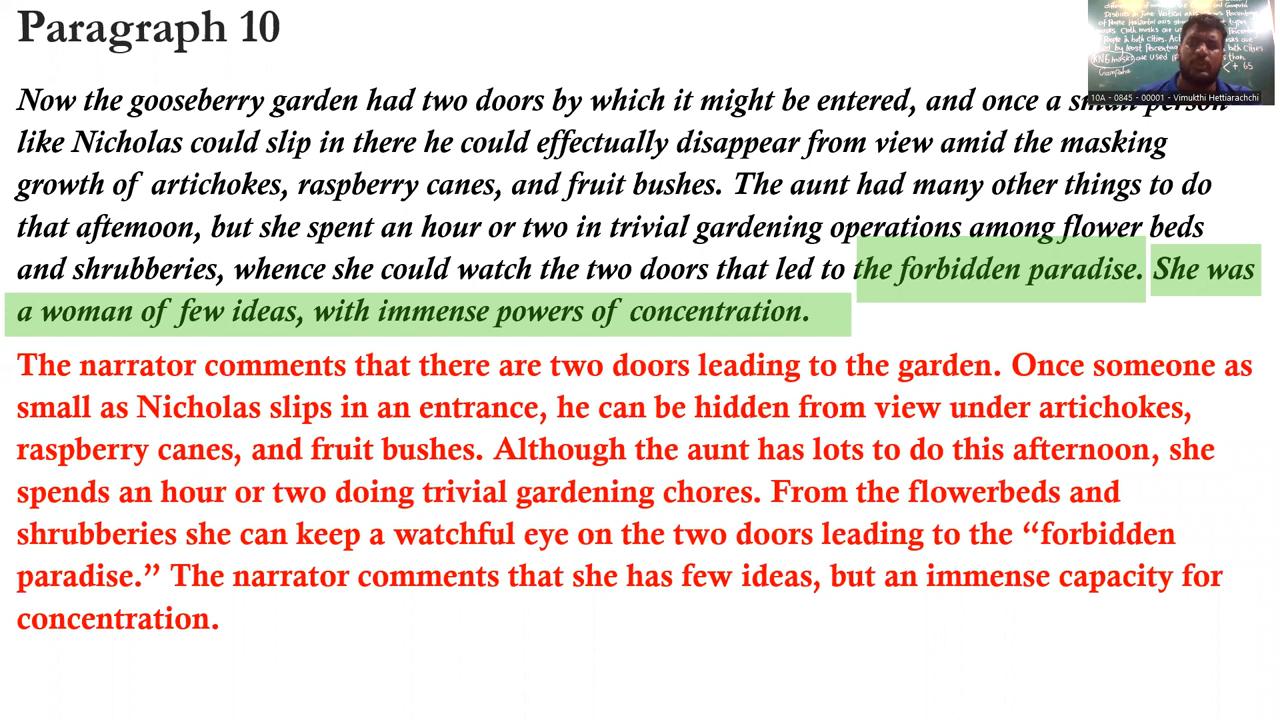 Paragraph 10
Now the gooseberry garden had two doors by which it might be entered, and once a small person
like Nicholas could slip in there he could effectually disappear from view amid the masking
growth of artichokes, raspberry canes, and fruit bushes. The aunt had many other things to do
that aftemoon, but she spent an hour or two in trivial gardening operations among flower beds
and shrubberies, whence she could watch the two doors that led to the forbidden paradise. She was
a woman of few ideas, with immense powers of concentration.
The narrator comments that there are two doors leading to the garden. Once someone as
small as Nicholas slips in an entrance, he can be hidden from view under artichokes,
raspberry canes, and fruit bushes. Although the aunt has lots to do this afternoon, she
spends an hour or two doing trivial gardening chores. From the flowerbeds and
shrubberies she can keep a watchful eye on the two doors leading to the “forbidden
paradise.” The narrator comments that she has few ideas, but an immense capacity for
concentration.
10A - 0845 - 00001 - Vimukthi Hettiarachchi